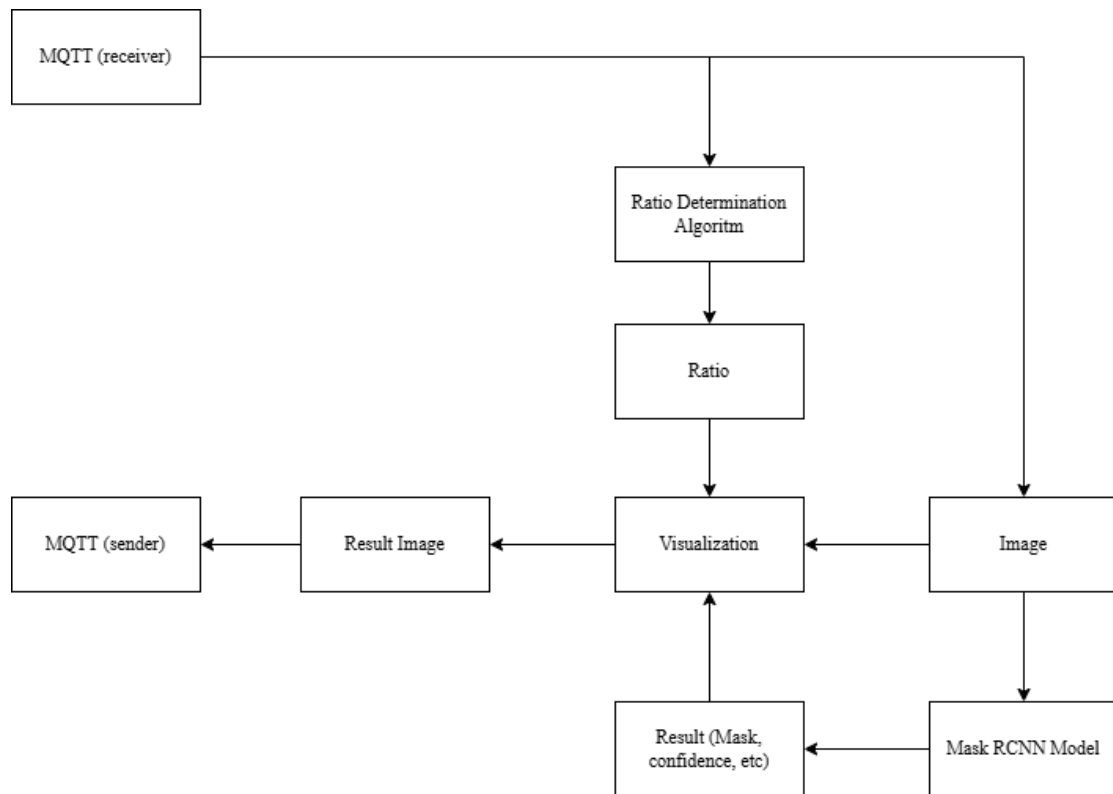 MQTT (receiver)
Ratio Determination
Algoritm
Ratio
MQTT (sender)
Result Image
Visualization
Image
Result (Mask,
confidence, etc)
Mask RCNN Model